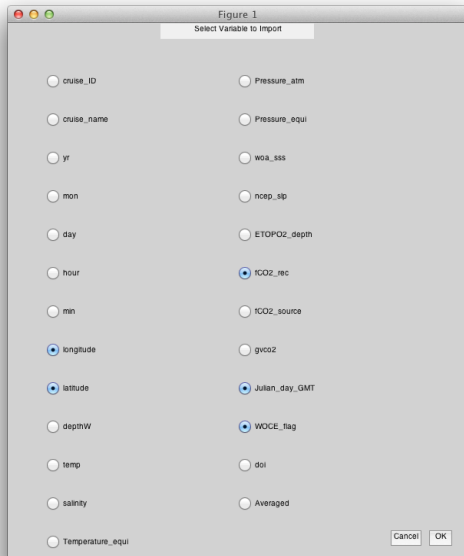 Figure 1
Select Variable to Import
cruise_ID
cruise_name
yr
mon
day
hour
min
longitude
latitude
depthW
temp
salinity
Temperature_equi
Pressure_atm
Pressure_equi
woa_sss
ncep_slp
ETOPO2_depth
fCO2_rec
fCO2_source
gvco2
Julian_day_GMT
WOCE_flag
doi
Averaged
Cancel
OK